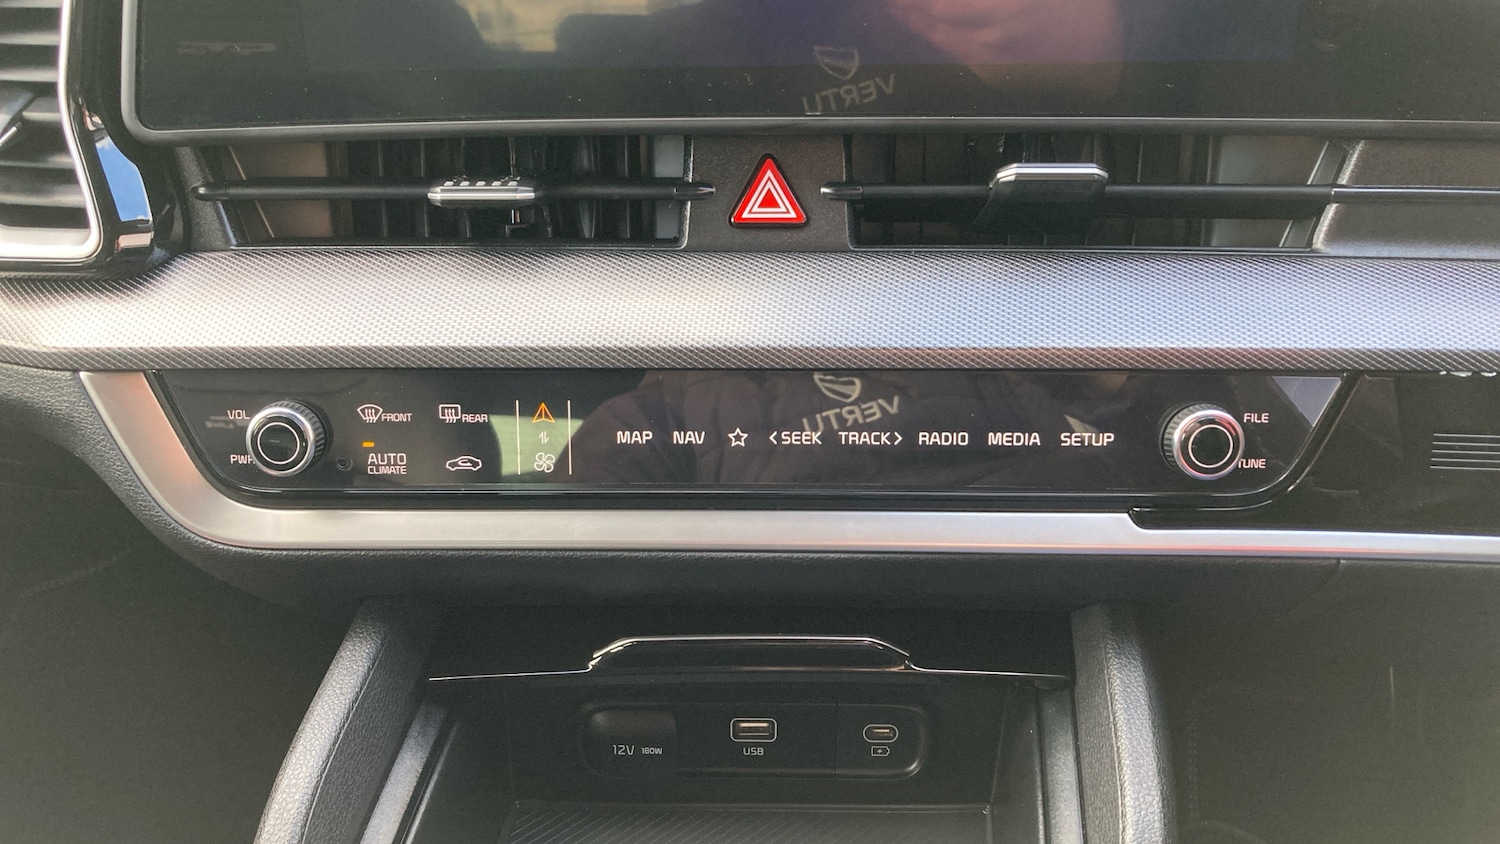 VERTU
VERTU
VOL FRONT REAR
MAP NAV <SEEK TRACK> RADIO MEDIA SETUP
FILE
PWR AUTO
CLIMATE
TUNE
12V 180W USB